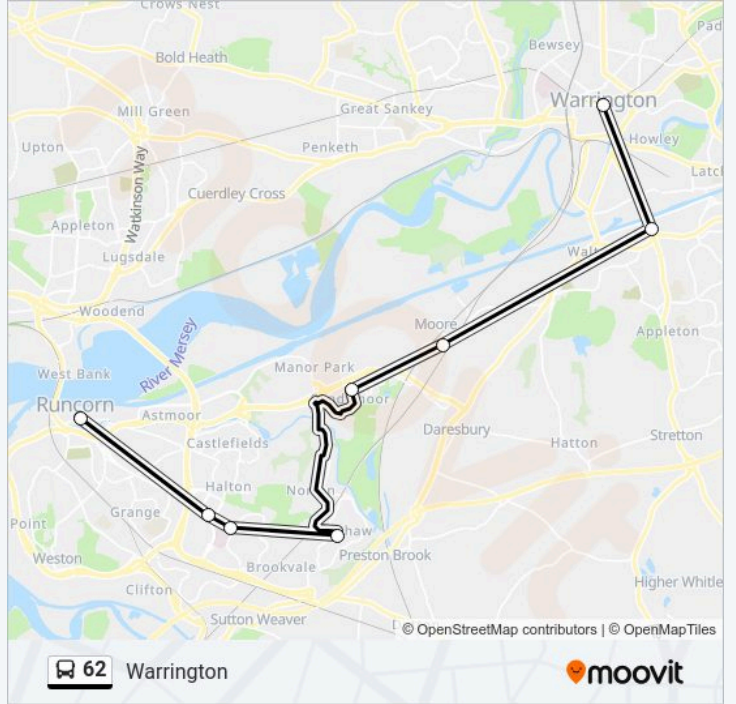 Crows Nest
Pad
Bewsey
Bold Heath
Warrington
Mill Green
Great Sankey
Howley
Upton
Penketh
Latch
Watkinson Way
Cuerdley Cross
Appleton
Lugsdale
Walt
Woodend
Moore
Appleton
River Mersey
Manor Park
West Bank
Runcorn
Astmoor
Daresbury
Stretton
Castlefields
Hatton
Halton
Grange
Point
haw
Preston Brook
Weston
Brookvale
Higher Whitle
Clifton
Sutton Weaver
© OpenStreetMap contributors | © OpenMapTiles
62 Warrington
moovit